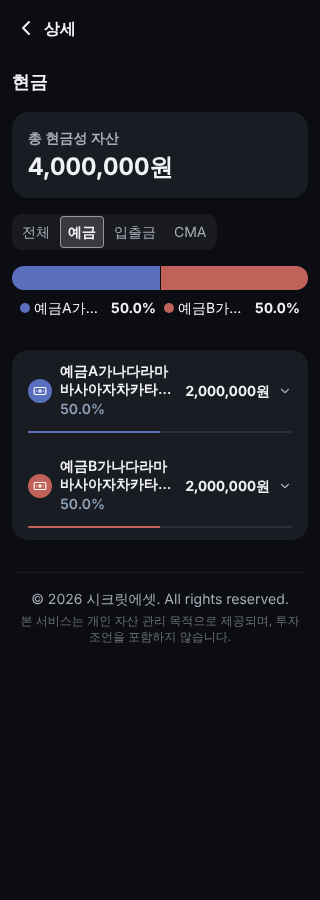 상세
현금
총 현금성 자산
4,000,000원
전체 예금 입출금 CMA
예금A가... 50.0% 예금B가... 50.0%
예금A가나다라마
바사아자차카타... 2,000,000원
50.0%
예금B가나다라마
바사아자차카타... 2,000,000원
50.0%
© 2026 시크릿에셋. All rights reserved.
본 서비스는 개인 자산 관리 목적으로 제공되며, 투자
조언을 포함하지 않습니다.